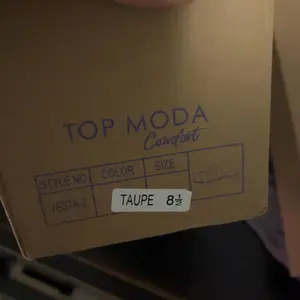 TOP MODA
Comfort
STYLE NO. COLOR SIZE
TAUPE 8½